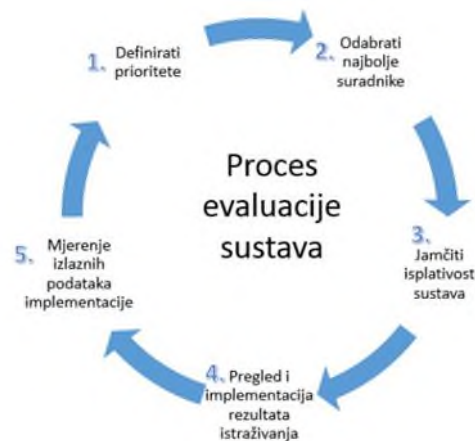 Proces
evaluacije
sustava
1. Definirati
prioritete
2. Odabrati
najbolje
suradnike
3.
Jamčiti
isplativost
sustava
4. Pregled i
implementacija
rezultata
istraživanja
5. Mjerenje
izlaznih
podataka
implementacije